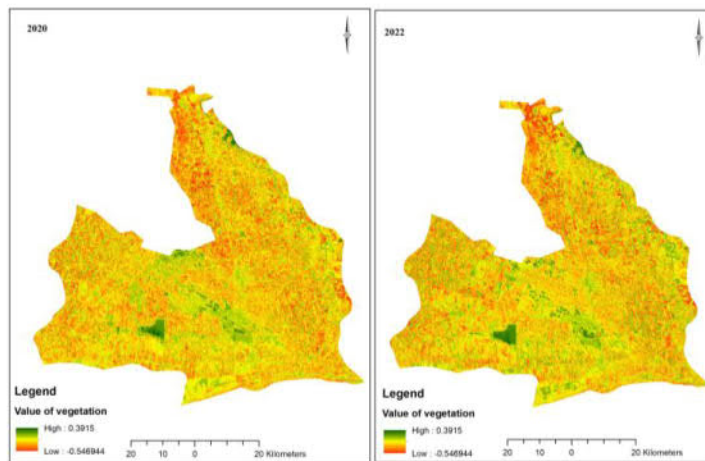 2020
Legend
Value of vegetation
High : 0.3915
Low : -0.546944
20 10 0 20 Kilometers
2022
Legend
Value of vegetation
High : 0.3915
Low : -0.546944
20 10 0 20 Kilometers